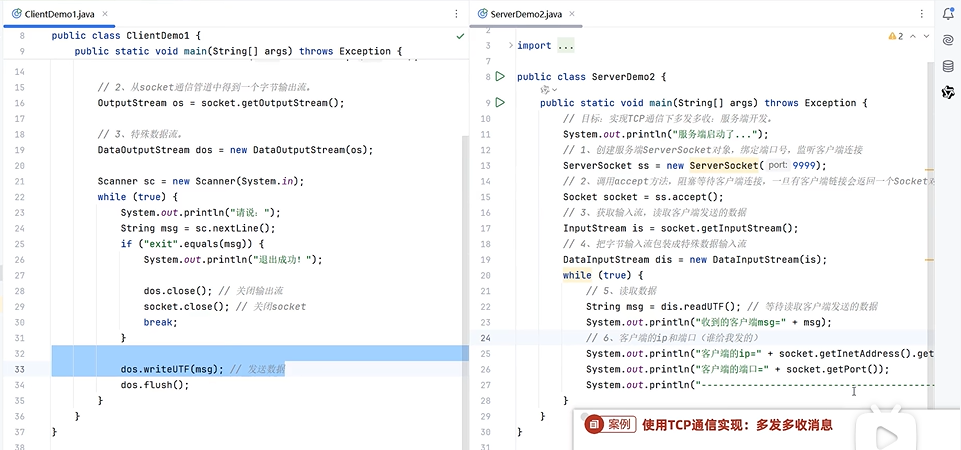 ClientDemo1.java
8 public class ClientDemo1 {
9 public static void main(String[] args) throws Exception {
14
15 // 2、从socket通信管道中得到一个字节输出流。
16 OutputStream os = socket.getOutputStream();
17
18 // 3、特殊数据流。
19 DataOutputStream dos = new DataOutputStream(os);
20
21 Scanner sc = new Scanner(System.in);
22 while (true) {
23 System.out.println("请说：");
24 String msg = sc.nextLine();
25 if ("exit".equals(msg)) {
26 System.out.println("退出成功！");
27
28 dos.close(); // 关闭输出流
29 socket.close(); // 关闭socket
30 break;
31 }
32
33 dos.writeUTF(msg); // 发送数据
34 dos.flush();
35 }
36 }
37 }
38
ServerDemo2.java
2
2
3 import ...
7
8 public class ServerDemo2 {
9 public static void main(String[] args) throws Exception {
10 // 目标：实现TCP通信下多发多收：服务端开发。
11 System.out.println("服务端启动了...");
12 // 1、创建服务端ServerSocket对象，绑定端口号，监听客户端连接
13 ServerSocket ss = new ServerSocket( port: 9999);
14 // 2、调用accept方法，阻塞等待客户端连接，一旦有客户端链接会返回一个Socket对
15 Socket socket = ss.accept();
16 // 3、获取输入流，读取客户端发送的数据
17 InputStream is = socket.getInputStream();
18 // 4、把字节输入流包装成特殊数据输入流
19 DataInputStream dis = new DataInputStream(is);
20 while (true) {
21 // 5、读取数据
22 String msg = dis.readUTF(); // 等待读取客户端发送的数据
23 System.out.println("收到的客户端msg=" + msg);
24 // 6、客户端的ip和端口（谁给我发的）
25 System.out.println("客户端的ip=" + socket.getInetAddress().get
26 System.out.println("客户端的端口=" + socket.getPort());
27 System.out.println("----------------------------------------
28 }
29 }
30 }
31
案例 使用TCP通信实现：多发多收消息